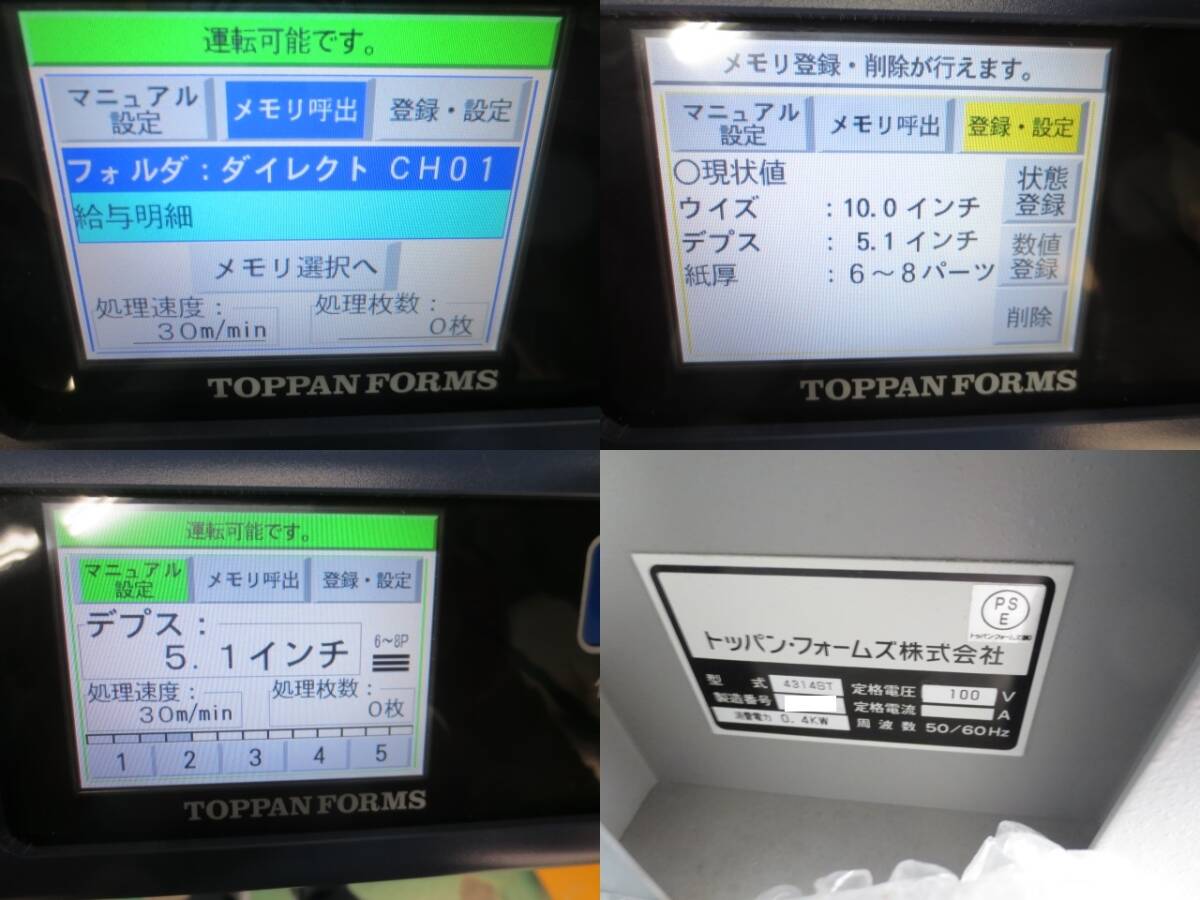 運転可能です。
マニュアル
設定
メモリ呼出
登録・設定
フォルダ：ダイレクト CH01
給与明細
メモリ選択へ
処理速度：
30m/min
処理枚数：
0枚
TOPPAN FORMS
メモリ登録・削除が行えます。
マニュアル
設定
メモリ呼出
登録・設定
○現状値
ウイズ ：10.0 インチ
デプス ： 5.1 インチ
紙厚 ： 6～8パーツ
状態
登録
数値
登録
削除
TOPPAN FORMS
運転可能です。
マニュアル
設定
メモリ呼出
登録・設定
デプス：
5.1インチ
6～8P
処理速度：
30m/min
処理枚数：
0枚
1 2 3 4 5
TOPPAN FORMS
PS
E
トッパン・フォームズ株式会社
型式 4314ST 定格電圧 100 V
製造番号 定格電流 A
消費電力 0.4KW 周波数 50/60Hz